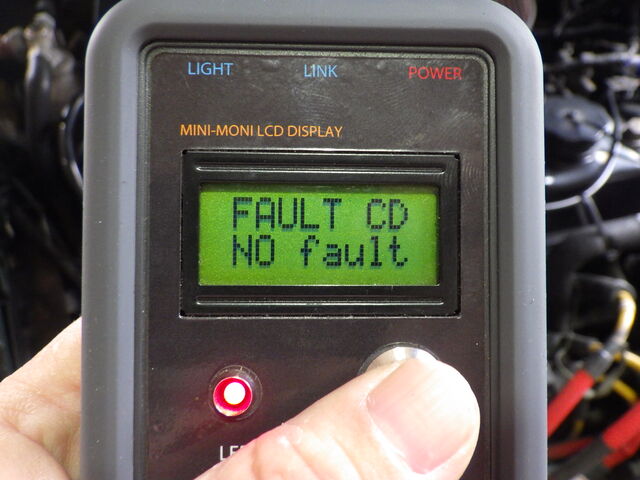 LIGHT LINK POWER
MINI-MONI LCD DISPLAY
FAULT CD
NO fault